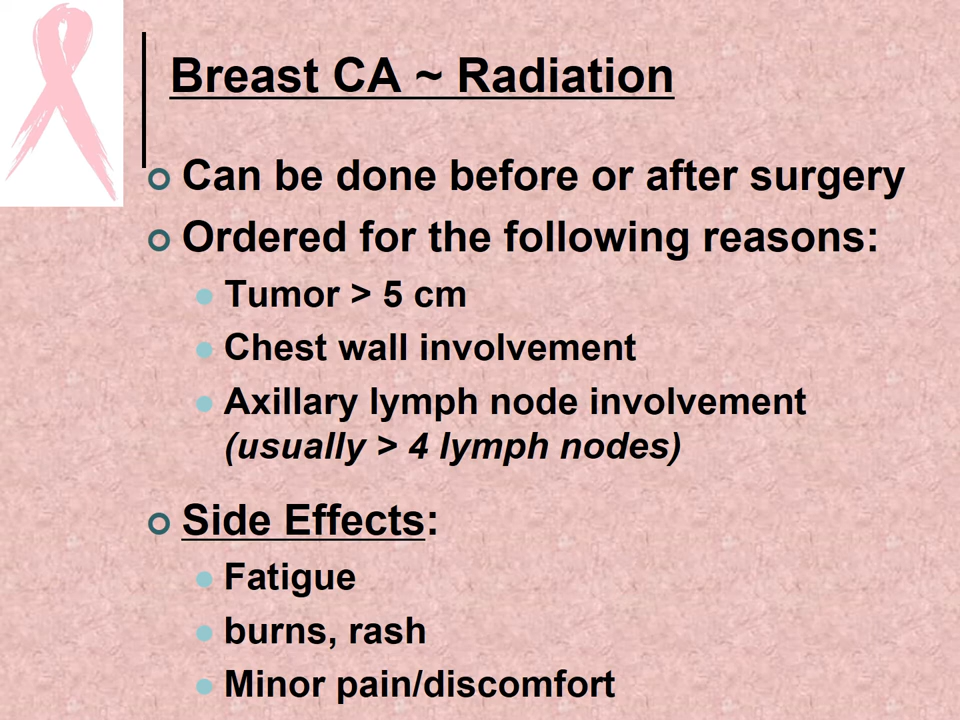 Breast CA ~ Radiation
Can be done before or after surgery
Ordered for the following reasons:
Tumor > 5 cm
Chest wall involvement
Axillary lymph node involvement
(usually > 4 lymph nodes)
Side Effects:
Fatigue
burns, rash
Minor pain/discomfort